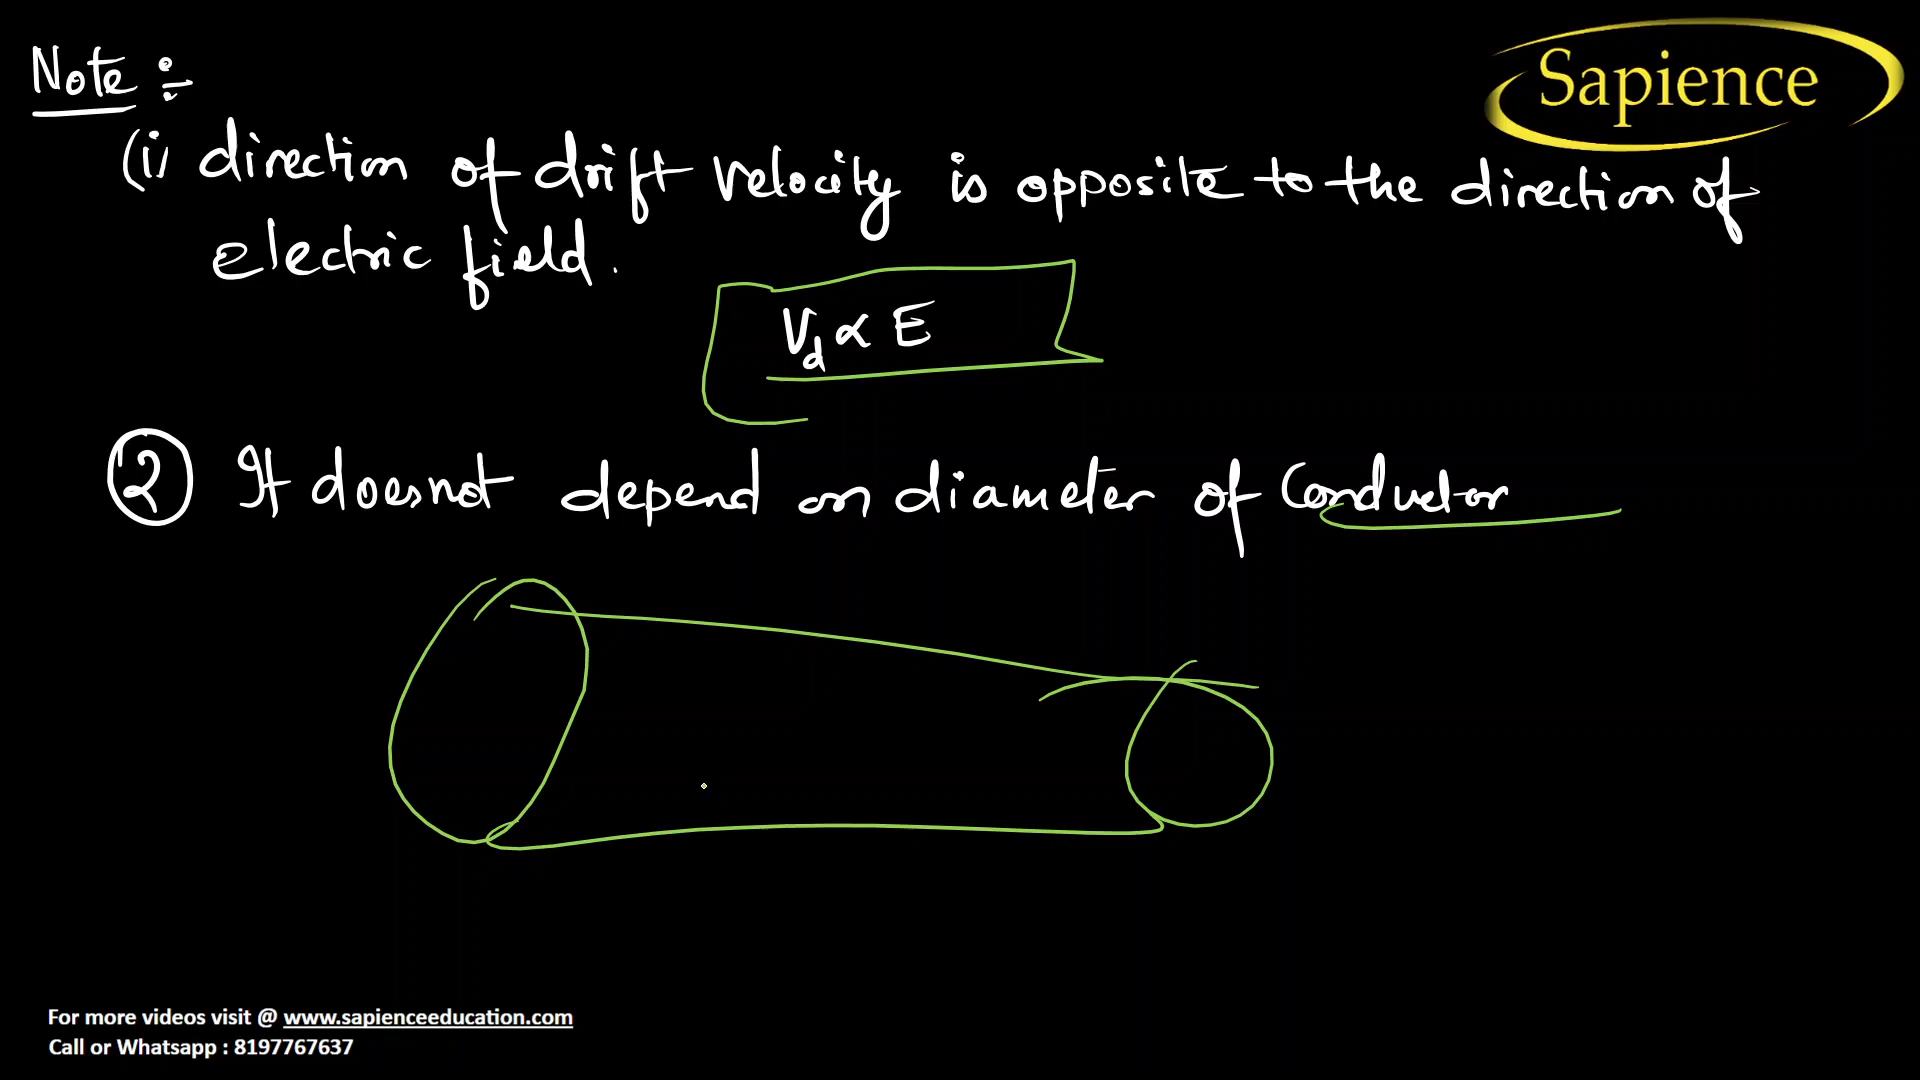 Note :-
Sapience
(i) direction of drift velocity is opposite to the direction of
electric field.
Vd ∝ E
② It doesnot depend on diameter of Conductor
For more videos visit @ www.sapienceeducation.com
Call or Whatsapp : 8197767637